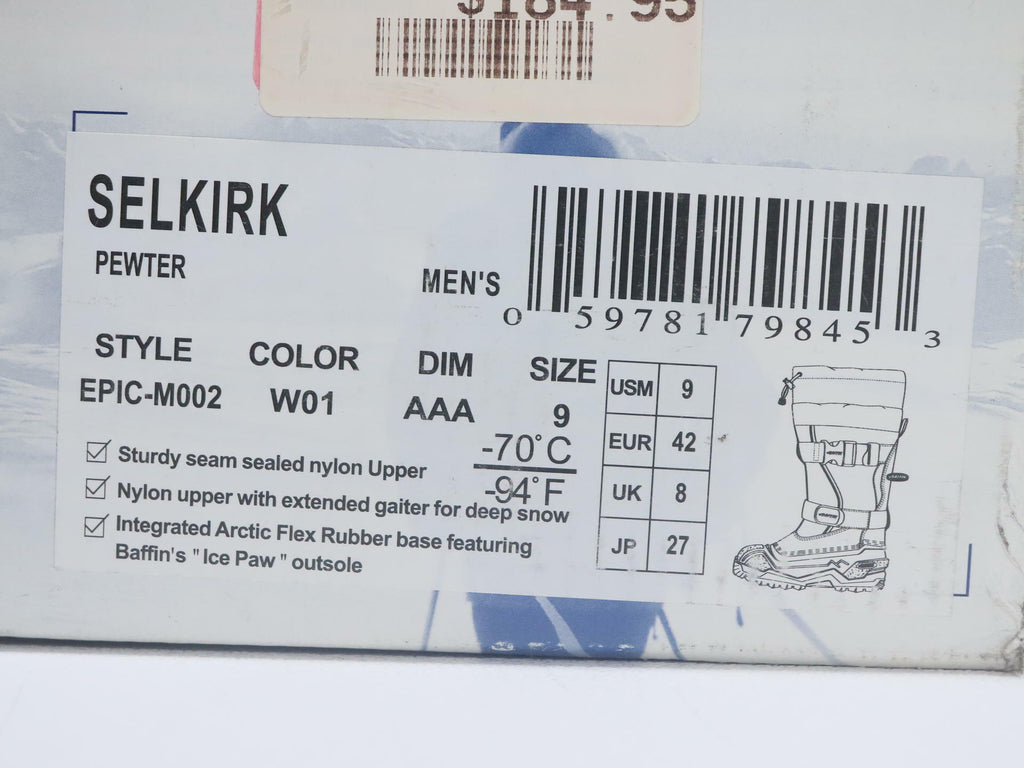 $184.95
SELKIRK
PEWTER
MEN'S
0 59781 79845 3
STYLE COLOR DIM SIZE
EPIC-M002 W01 AAA 9
-70°C
-94°F
Sturdy seam sealed nylon Upper
Nylon upper with extended gaiter for deep snow
Integrated Arctic Flex Rubber base featuring
Baffin's "Ice Paw" outsole
USM 9
EUR 42
UK 8
JP 27